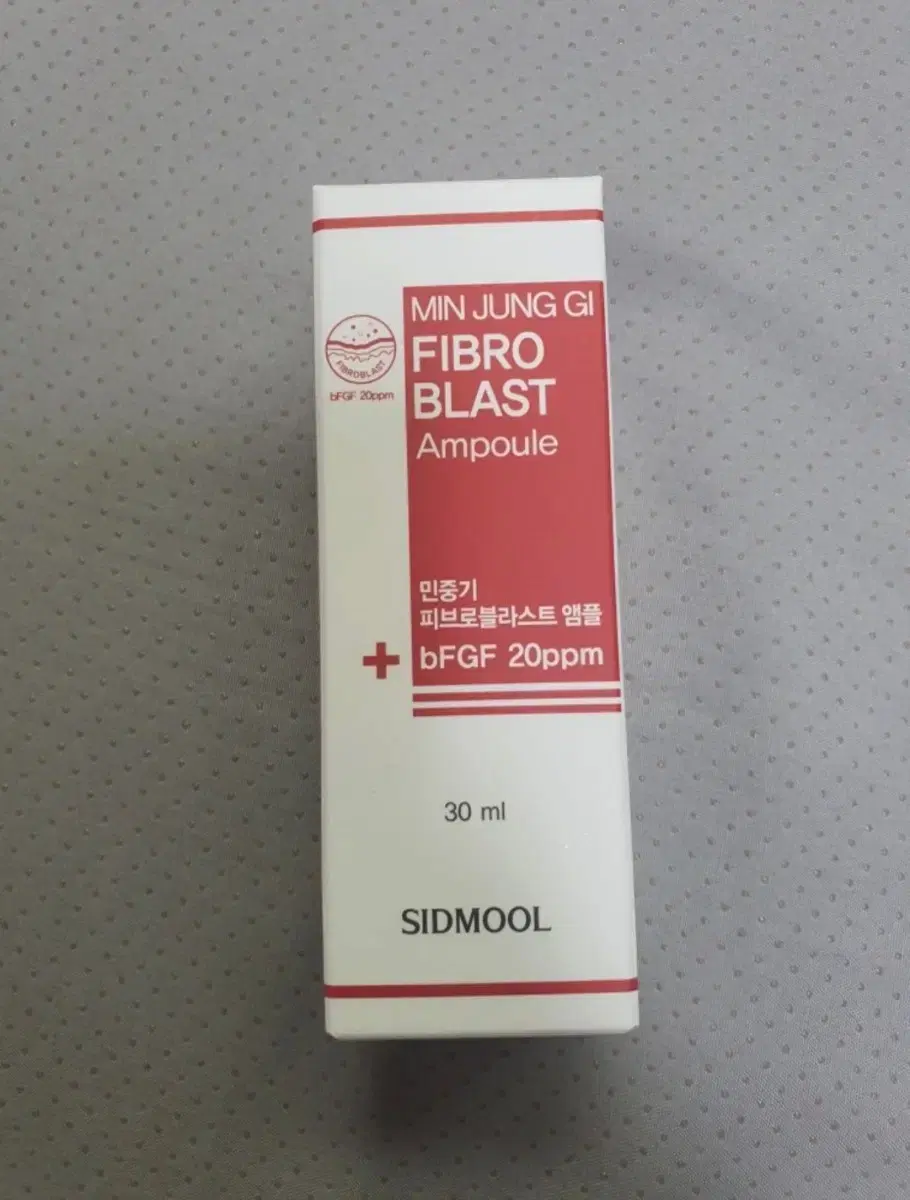 MIN JUNG GI
FIBRO
BLAST
Ampoule
FIBROBLAST
bFGF 20ppm
민중기
피브로블라스트 앰플
bFGF 20ppm
30 ml
SIDMOOL